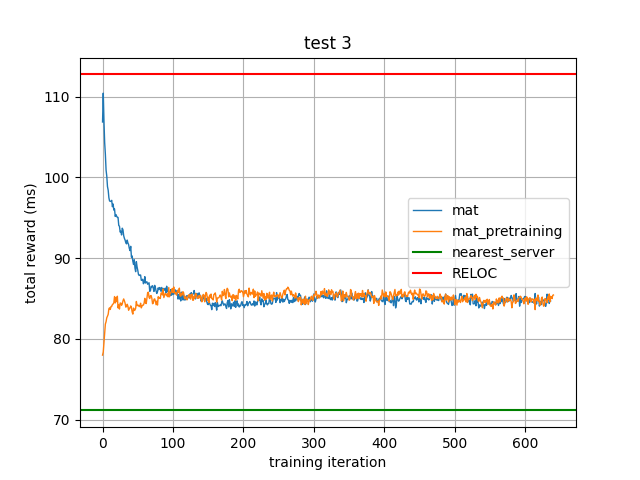 test 3
total reward (ms)
110
100
90
80
70
mat
mat_pretraining
nearest_server
RELOC
0 100 200 300 400 500 600
training iteration